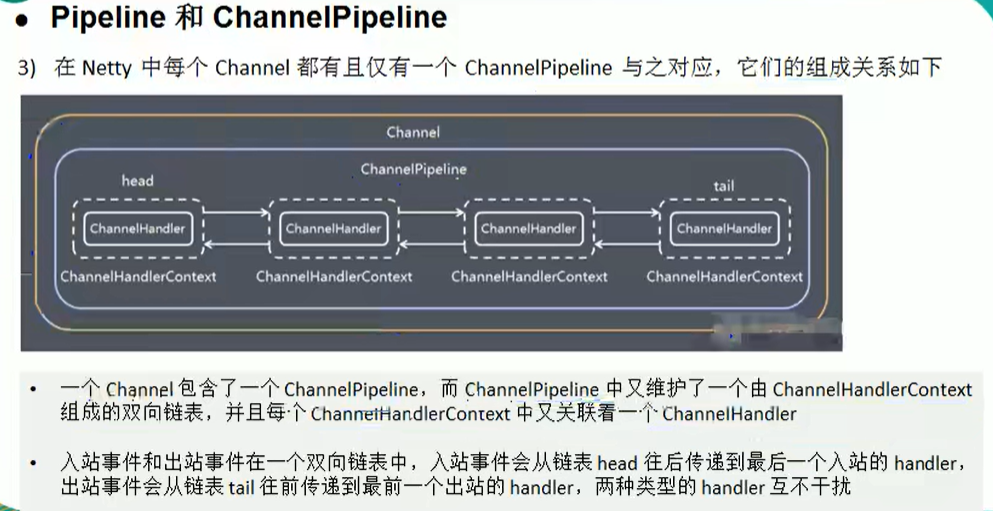 • Pipeline 和 ChannelPipeline
3) 在 Netty 中每个 Channel 都有且仅有一个 ChannelPipeline 与之对应，它们的组成关系如下
Channel
ChannelPipeline
head
tail
ChannelHandler ChannelHandler ChannelHandler ChannelHandler
ChannelHandlerContext ChannelHandlerContext ChannelHandlerContext ChannelHandlerContext
• 一个 Channel 包含了一个 ChannelPipeline，而 ChannelPipeline 中又维护了一个由 ChannelHandlerContext
组成的双向链表，并且每个 ChannelHandlerContext 中又关联着一个 ChannelHandler
• 入站事件和出站事件在一个双向链表中，入站事件会从链表 head 往后传递到最后一个入站的 handler，
出站事件会从链表 tail 往前传递到最前一个出站的 handler，两种类型的 handler 互不干扰